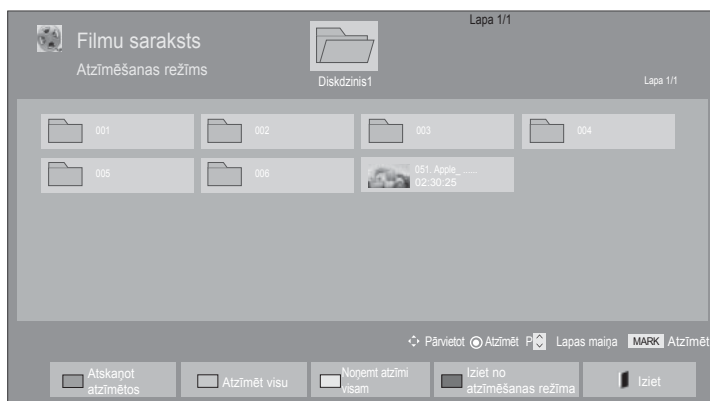 Lapa 1/1
Filmu saraksts
Atzīmēšanas režīms
Diskdzinis1
Lapa 1/1
001
002
003
004
005
006
051. Apple_ ......
02:30:25
Pārvietot
Atzīmēt
P
Lapas maiņa
MARK
Atzīmēt
Atskaņot
atzīmētos
Atzīmēt visu
Noņemt atzīmi
visam
Iziet no
atzīmēšanas režīma
Iziet